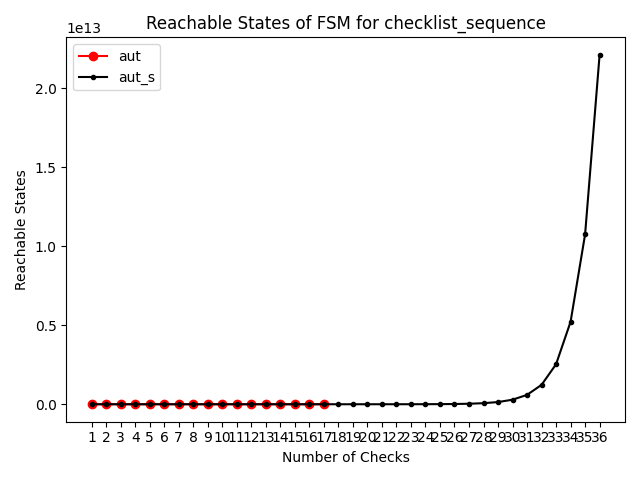 Reachable States of FSM for checklist_sequence
1e13
aut
aut_s
2.0
1.5
1.0
0.5
0.0
Reachable States
1 2 3 4 5 6 7 8 9 10 11 12 13 14 15 16 17 18 19 20 21 22 23 24 25 26 27 28 29 30 31 32 33 34 35 36
Number of Checks